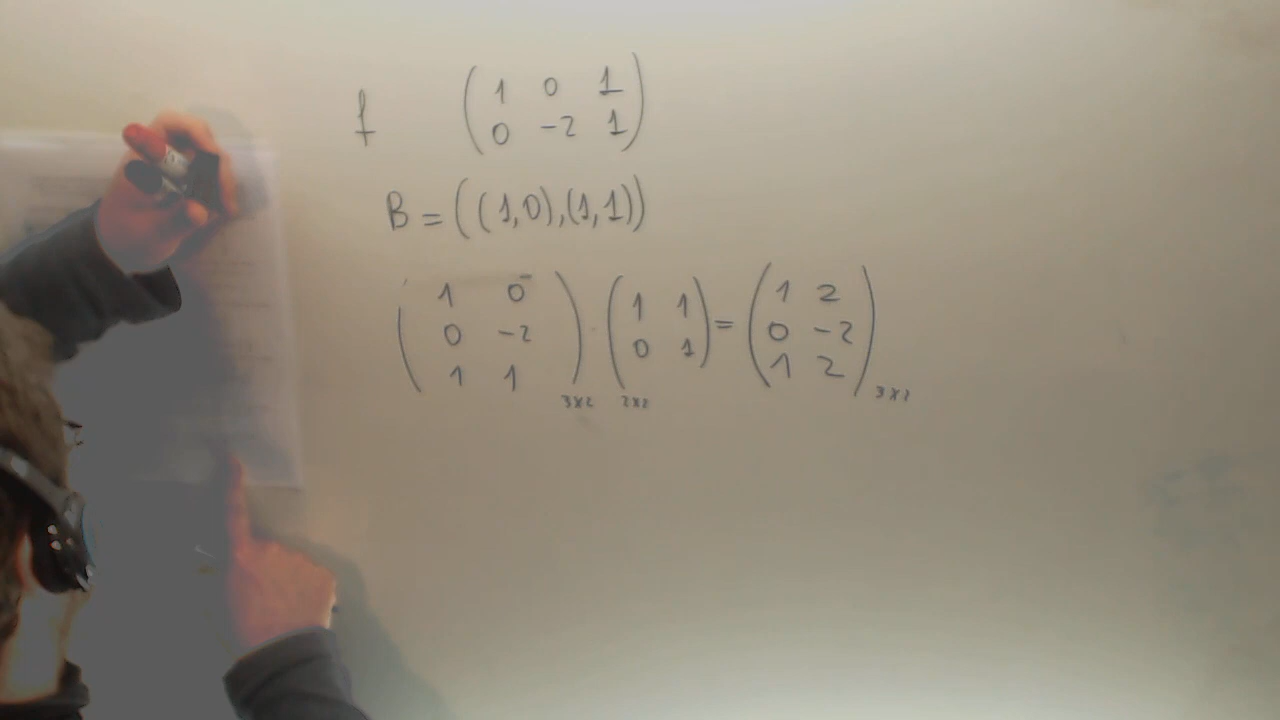 f ( 1 0 1
0 -2 1 )
B = ((1,0),(1,1))
( 1 0
0 -2
1 1 ) 3x2 · ( 1 1
0 1 ) 2x2 = ( 1 2
0 -2
1 2 ) 3x2